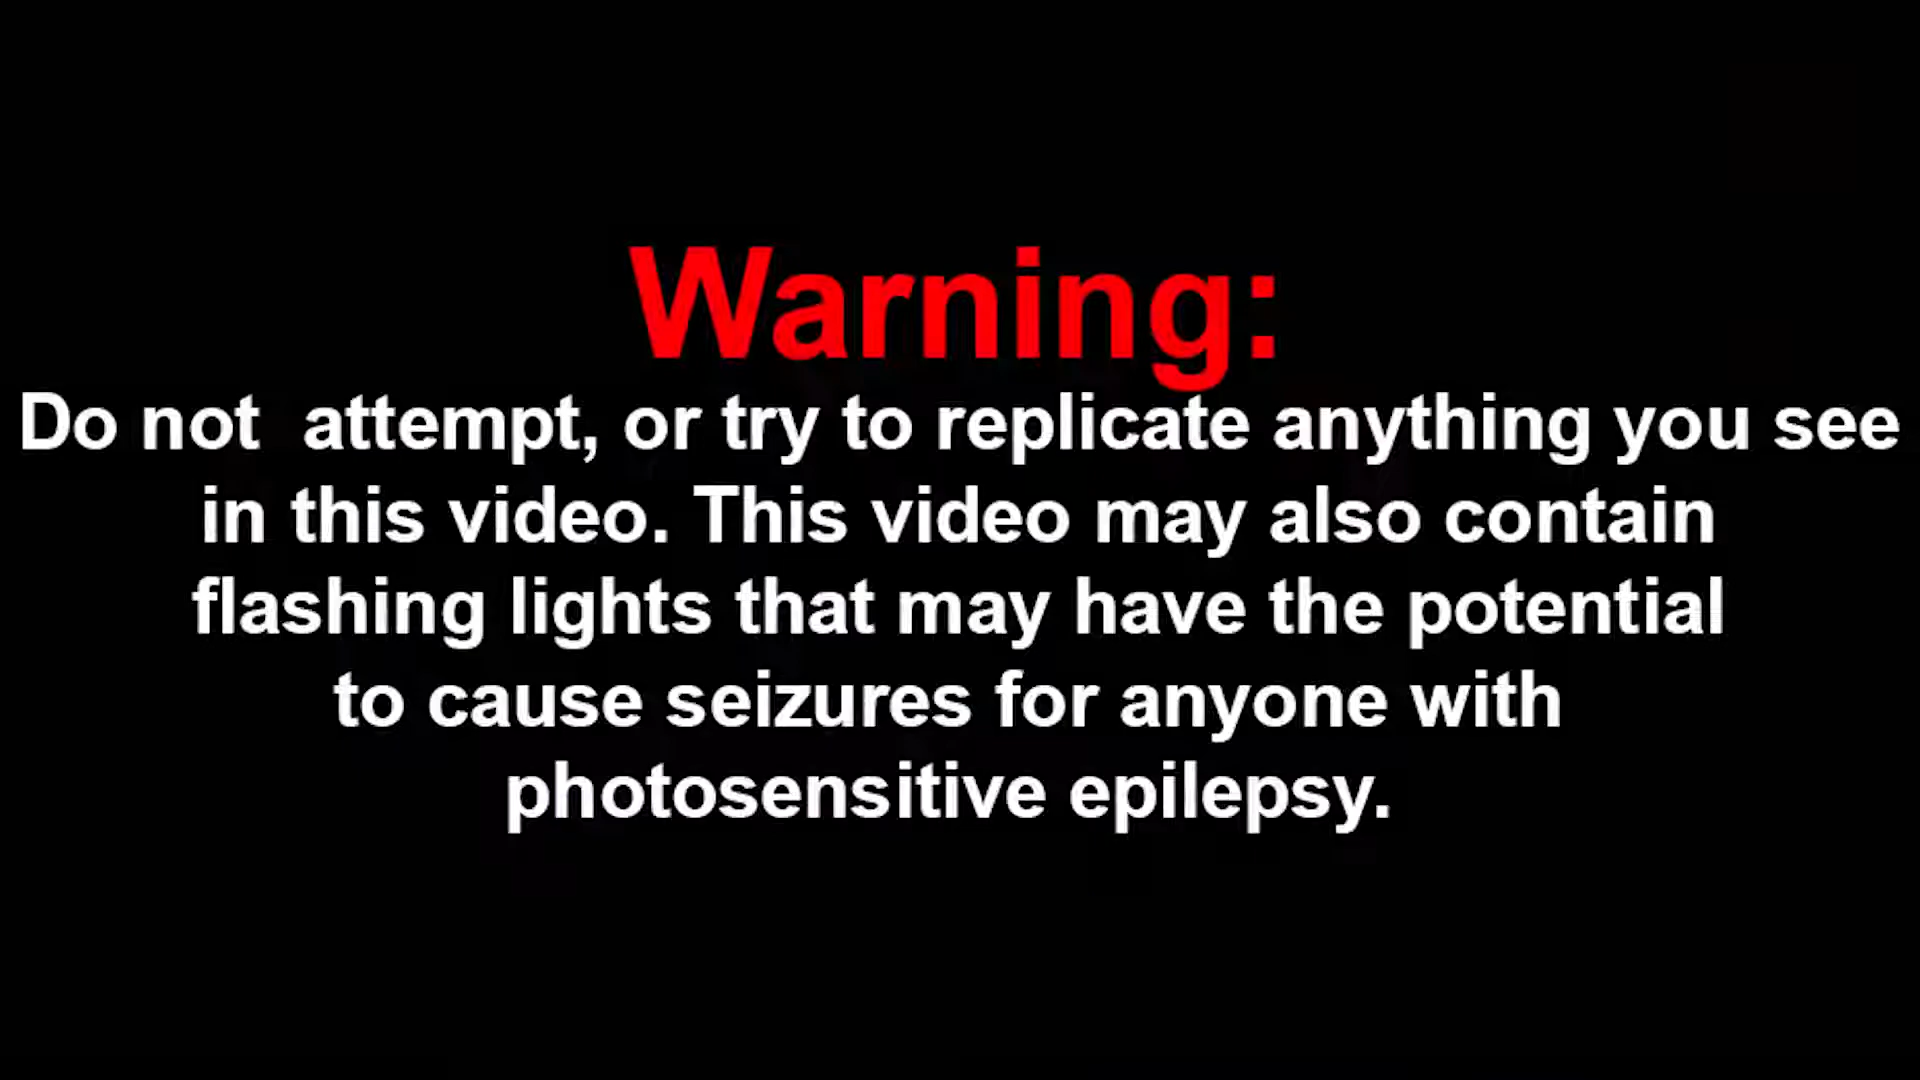 Warning:
Do not  attempt, or try to replicate anything you see
in this video. This video may also contain
flashing lights that may have the potential
to cause seizures for anyone with
photosensitive epilepsy.